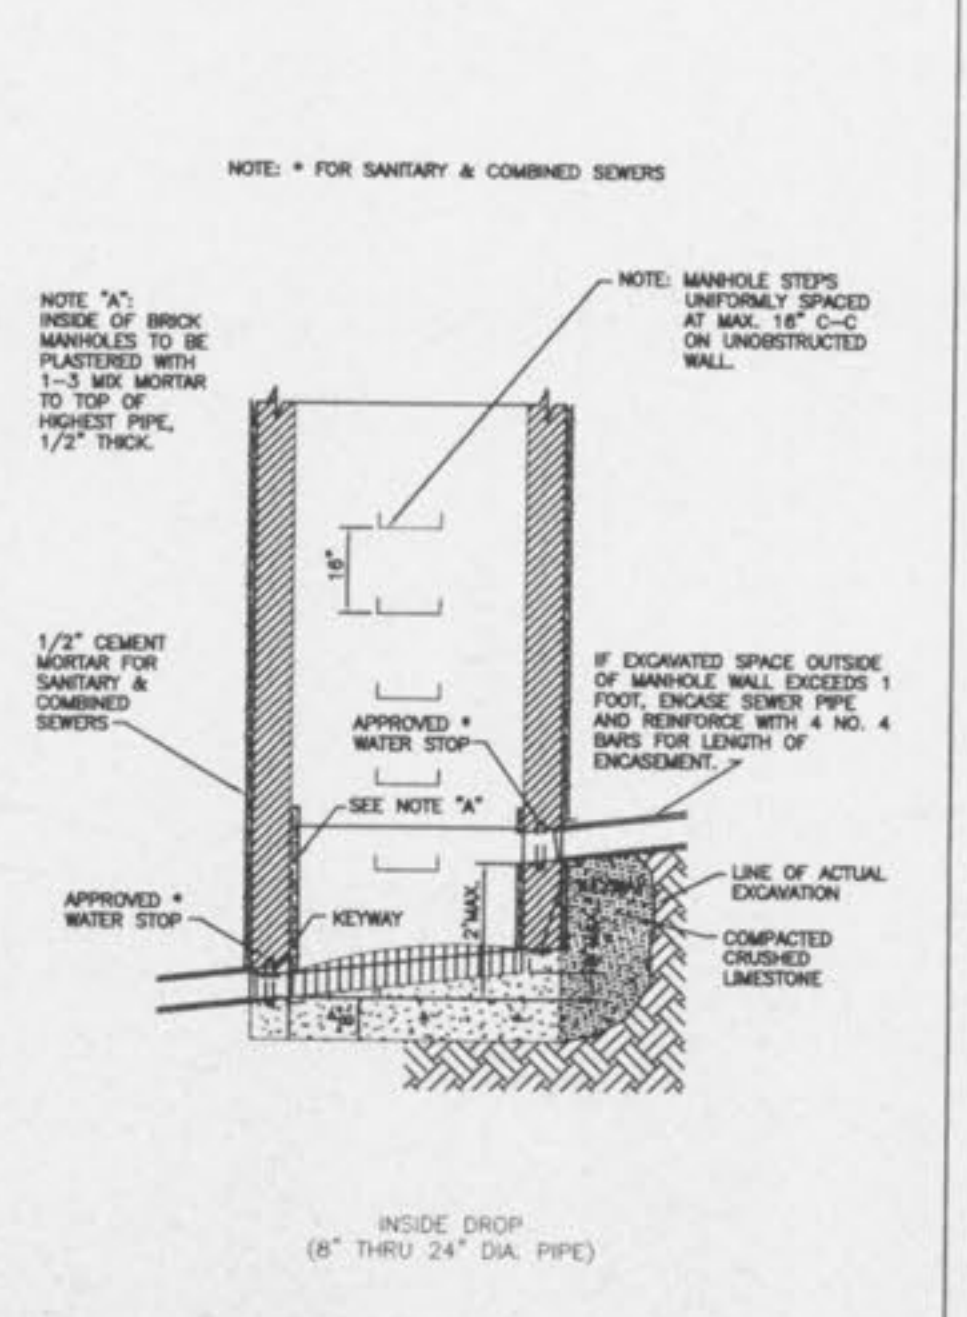 NOTE: * FOR SANITARY & COMBINED SEWERS
NOTE "A":
INSIDE OF BRICK
MANHOLES TO BE
PLASTERED WITH
1-3 MIX MORTAR
TO TOP OF
HIGHEST PIPE,
1/2" THICK.
NOTE: MANHOLE STEPS
UNIFORMLY SPACED
AT MAX. 16" C-C
ON UNOBSTRUCTED
WALL.
16"
1/2" CEMENT
MORTAR FOR
SANITARY &
COMBINED
SEWERS
APPROVED *
WATER STOP
IF EXCAVATED SPACE OUTSIDE
OF MANHOLE WALL EXCEEDS 1
FOOT, ENCASE SEWER PIPE
AND REINFORCE WITH 4 NO. 4
BARS FOR LENGTH OF
ENCASEMENT.
SEE NOTE "A"
2"MAX.
LINE OF ACTUAL
EXCAVATION
APPROVED *
WATER STOP
KEYWAY
COMPACTED
CRUSHED
LIMESTONE
INSIDE DROP
(8" THRU 24" DIA. PIPE)